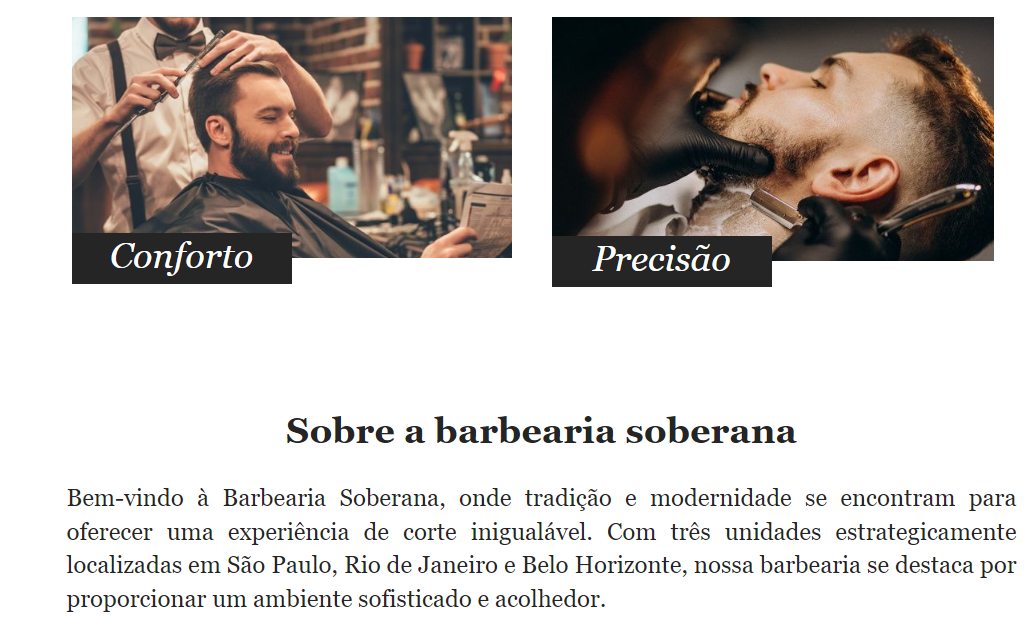 Conforto
Precisão
Sobre a barbearia soberana
Bem-vindo à Barbearia Soberana, onde tradição e modernidade se encontram para
oferecer uma experiência de corte inigualável. Com três unidades estrategicamente
localizadas em São Paulo, Rio de Janeiro e Belo Horizonte, nossa barbearia se destaca por
proporcionar um ambiente sofisticado e acolhedor.